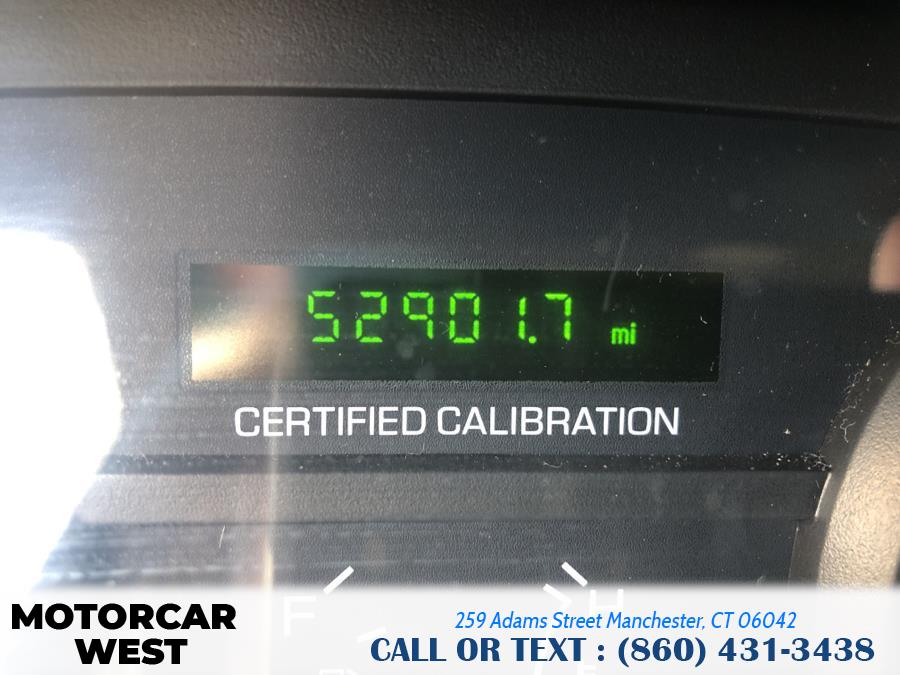 52901.7 mi
CERTIFIED CALIBRATION
F H
MOTORCAR
WEST
259 Adams Street Manchester, CT 06042
CALL OR TEXT : (860) 431-3438